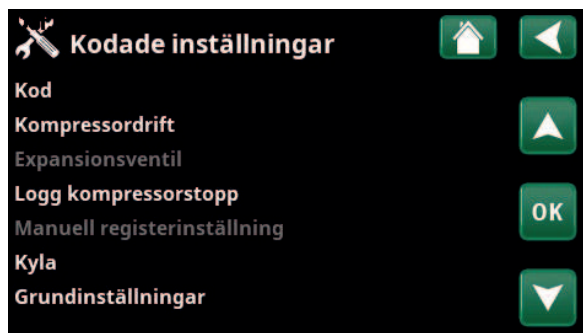 Kodade inställningar
Kod
Kompressordrift
Expansionsventil
Logg kompressorstopp
OK
Manuell registerinställning
Kyla
Grundinställningar